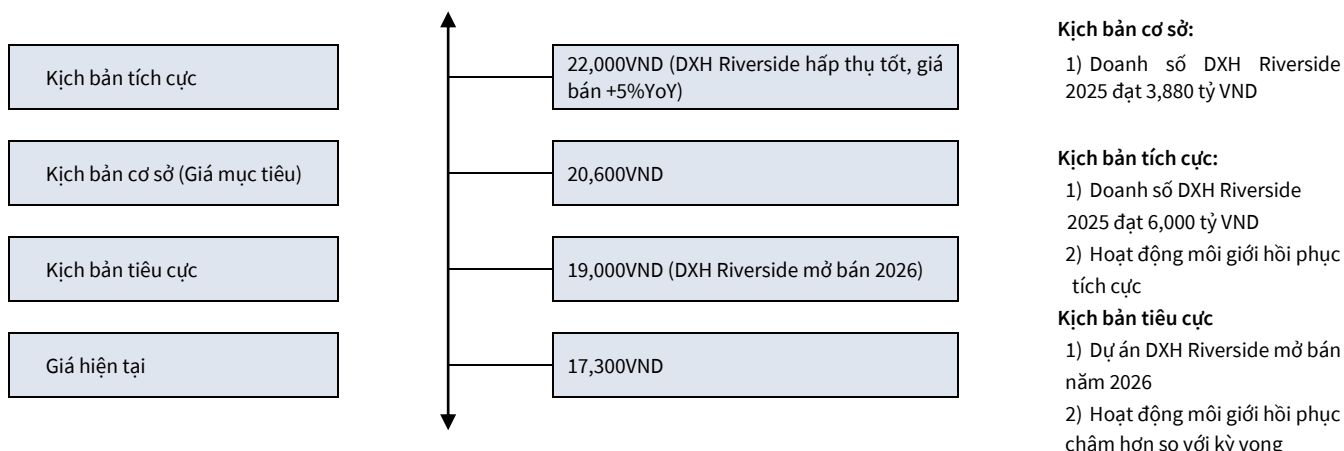 Kịch bản tích cực
22,000VND (DXH Riverside hấp thụ tốt, giá
bán +5%YoY)
Kịch bản cơ sở (Giá mục tiêu)
20,600VND
Kịch bản tiêu cực
19,000VND (DXH Riverside mở bán 2026)
Giá hiện tại
17,300VND
Kịch bản cơ sở:
1) Doanh số DXH Riverside
2025 đạt 3,880 tỷ VND
Kịch bản tích cực:
1) Doanh số DXH Riverside
2025 đạt 6,000 tỷ VND
2) Hoạt động môi giới hồi phục
tích cực
Kịch bản tiêu cực
1) Dự án DXH Riverside mở bán
năm 2026
2) Hoạt động môi giới hồi phục
chậm hơn so với kỳ vọng